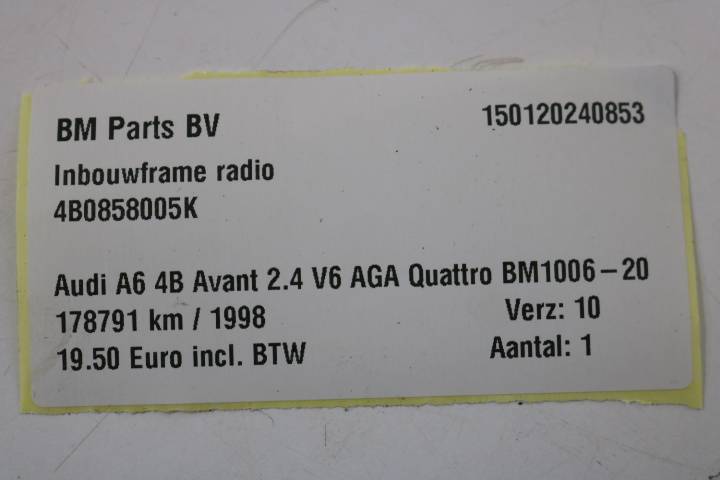 BM Parts BV 150120240853
Inbouwframe radio
4B0858005K
Audi A6 4B Avant 2.4 V6 AGA Quattro BM1006-20
178791 km / 1998 Verz: 10
19.50 Euro incl. BTW Aantal: 1